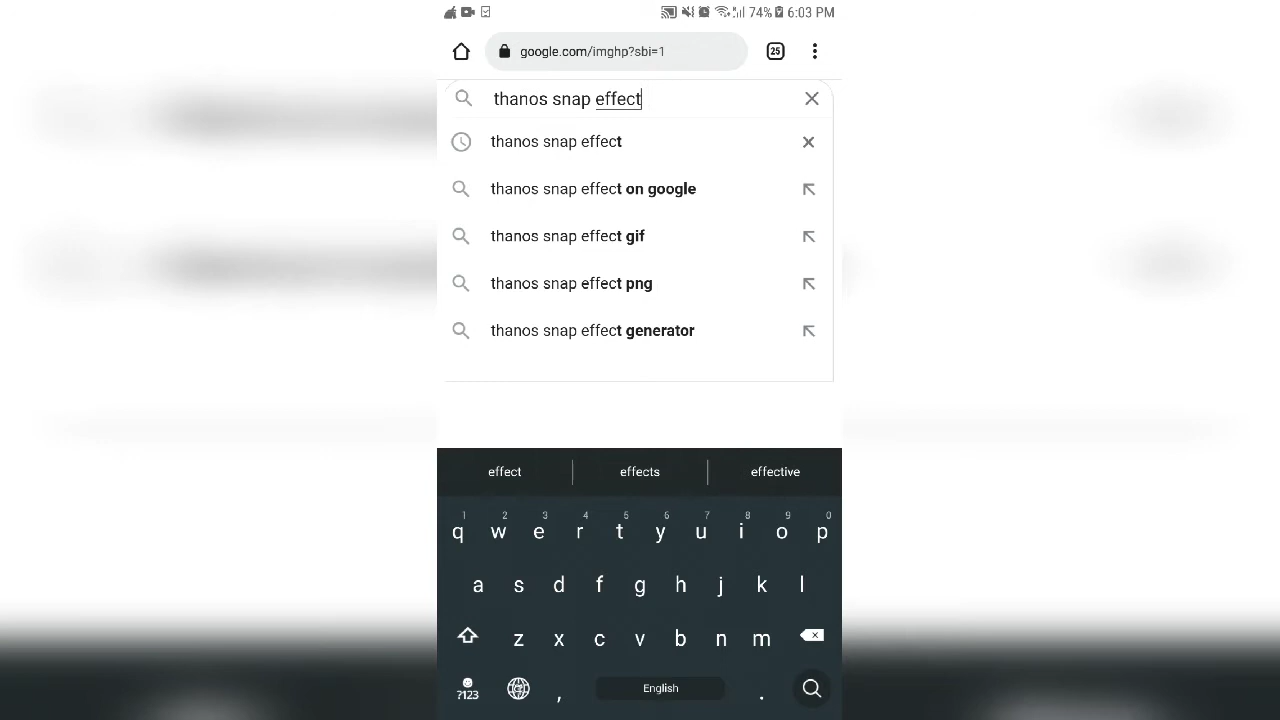 74% 6:03 PM
google.com/imghp?sbi=1 25
thanos snap effect
thanos snap effect
thanos snap effect on google
thanos snap effect gif
thanos snap effect png
thanos snap effect generator
effect effects effective
1 2 3 4 5 6 7 8 9 0
q w e r t y u i o p
a s d f g h j k l
z x c v b n m
?123 , English .